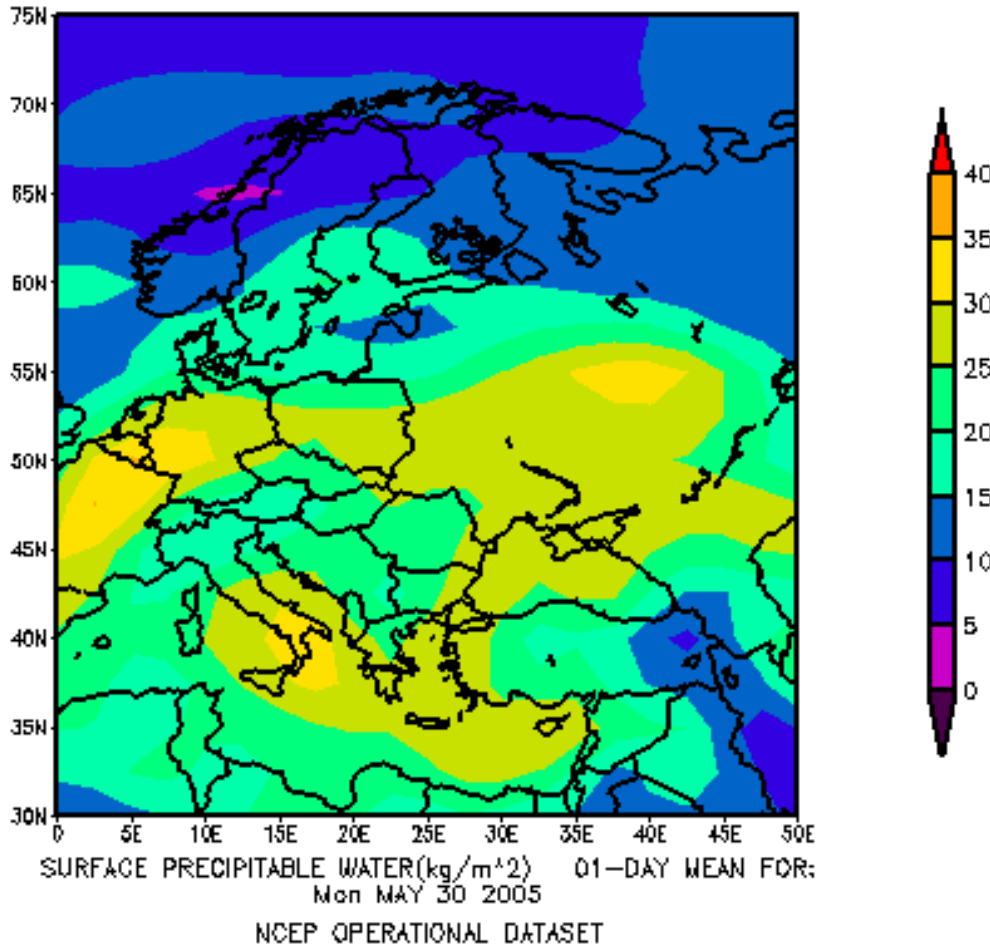 75N
70N
65N
60N
55N
50N
45N
40N
35N
30N
0 5E 10E 15E 20E 25E 30E 35E 40E 45E 50E
40
35
30
25
20
15
10
5
0
SURFACE PRECIPITABLE WATER(kg/m^2) 01-DAY MEAN FOR:
Mon MAY 30 2005
NCEP OPERATIONAL DATASET